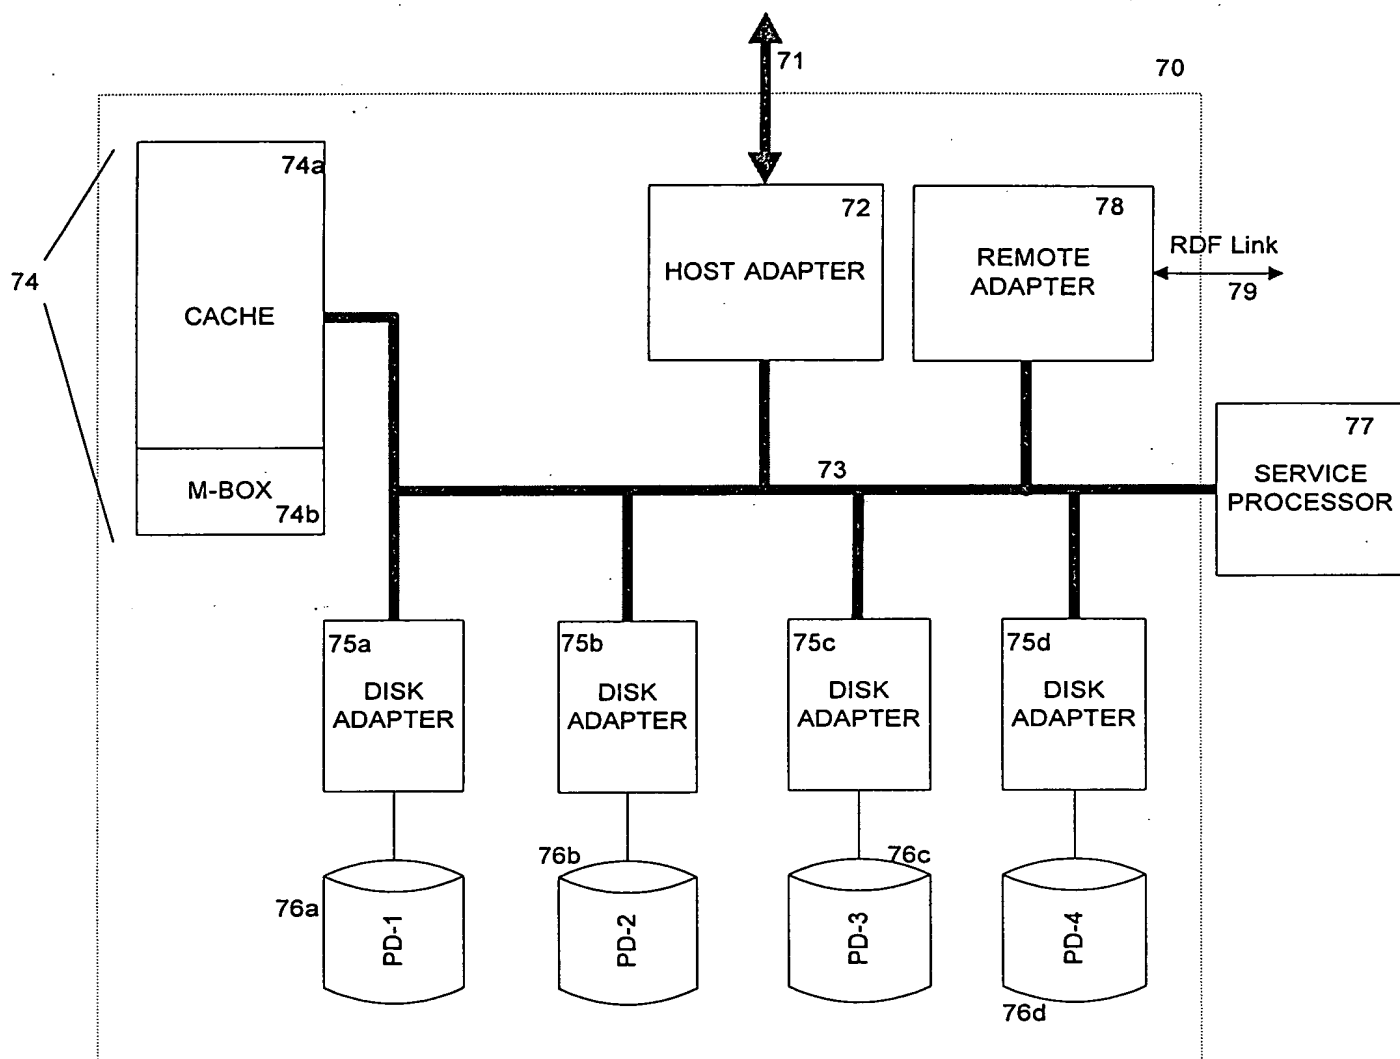 71
70
74a
72
78
RDF Link
HOST ADAPTER
REMOTE
ADAPTER
74
79
CACHE
77
73
SERVICE
PROCESSOR
M-BOX
74b
75a
75b
75c
75d
DISK
ADAPTER
DISK
ADAPTER
DISK
ADAPTER
DISK
ADAPTER
76b
76c
76a
PD-1
PD-2
PD-3
PD-4
76d